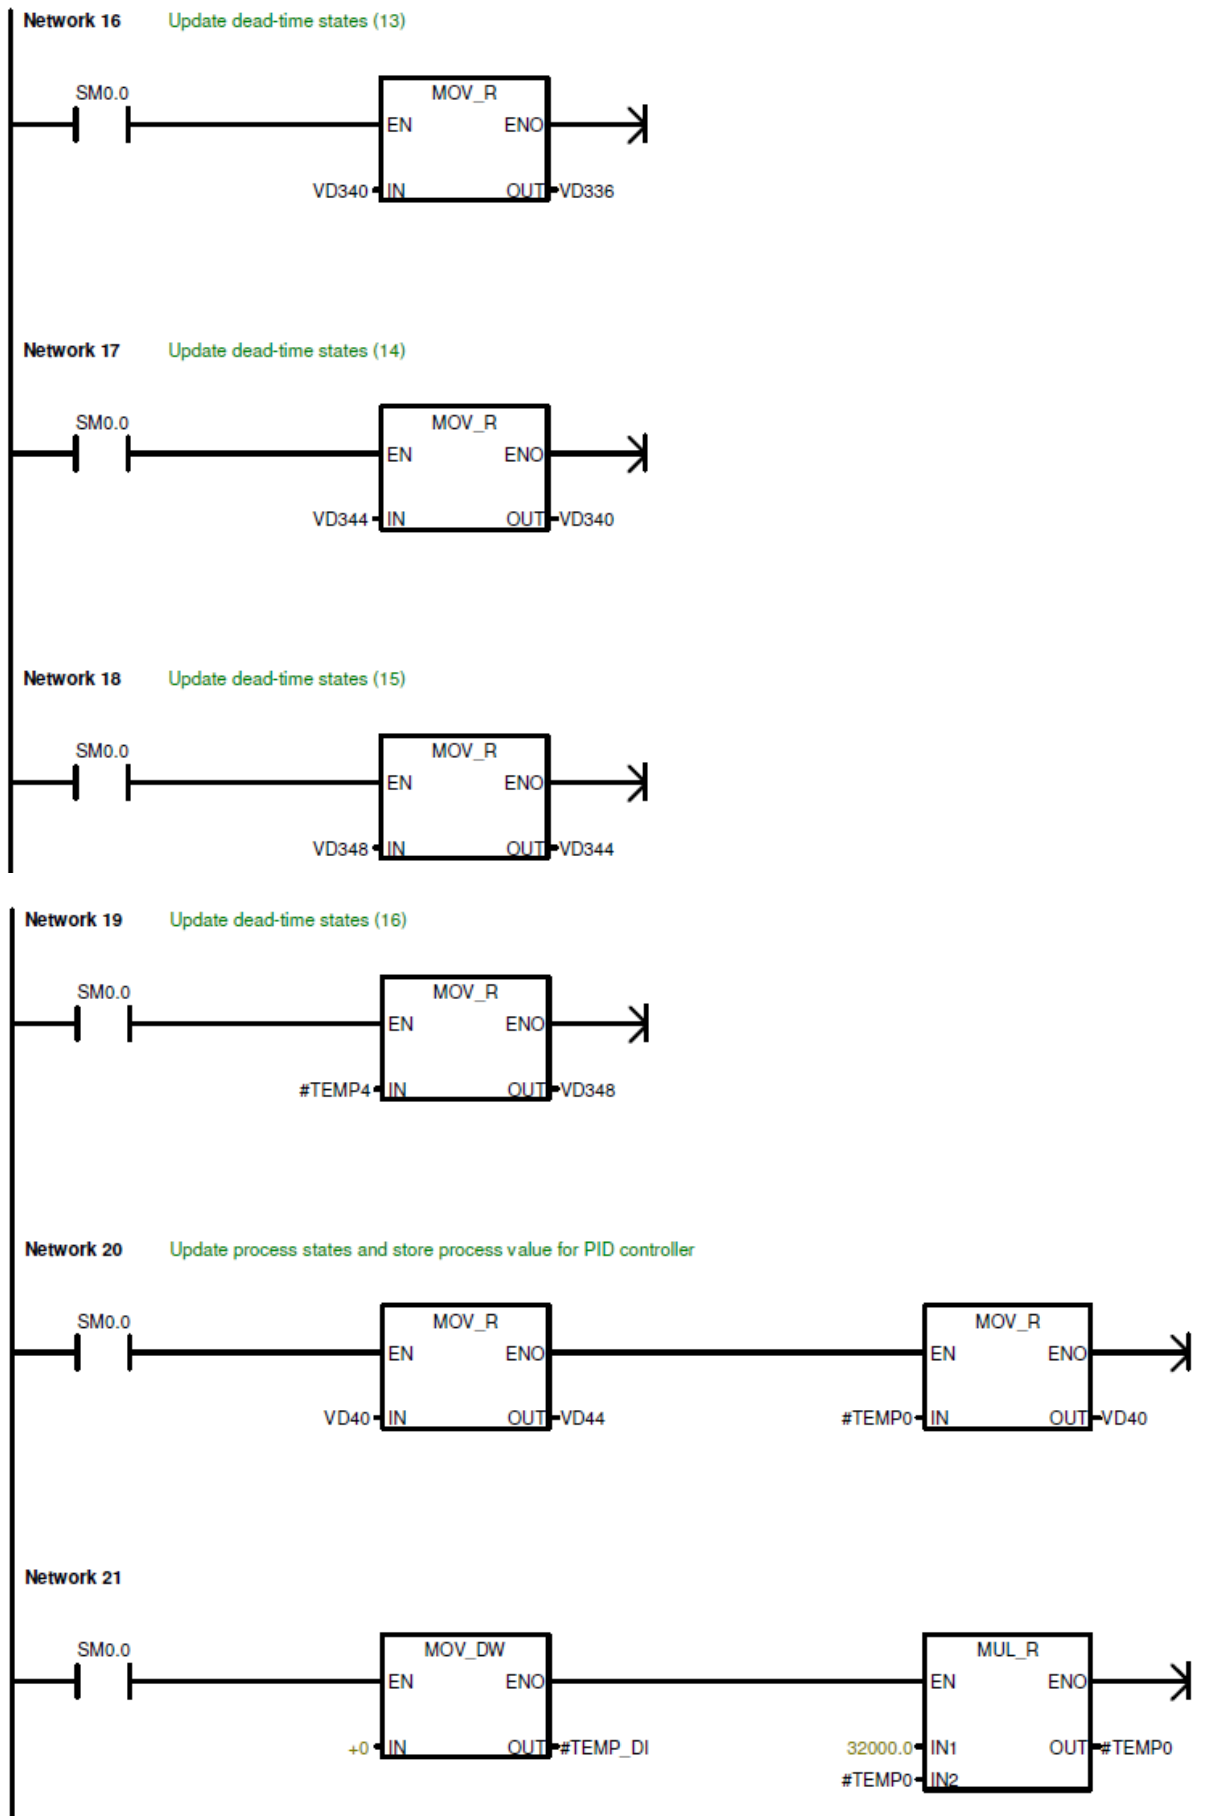 Network 16 Update dead-time states (13)
SM0.0
MOV_R
EN ENO
VD340 IN OUT VD336
Network 17 Update dead-time states (14)
SM0.0
MOV_R
EN ENO
VD344 IN OUT VD340
Network 18 Update dead-time states (15)
SM0.0
MOV_R
EN ENO
VD348 IN OUT VD344
Network 19 Update dead-time states (16)
SM0.0
MOV_R
EN ENO
#TEMP4 IN OUT VD348
Network 20 Update process states and store process value for PID controller
SM0.0
MOV_R MOV_R
EN ENO EN ENO
VD40 IN OUT VD44 #TEMP0 IN OUT VD40
Network 21
SM0.0
MOV_DW MUL_R
EN ENO EN ENO
+0 IN OUT #TEMP_DI 32000.0 IN1 OUT #TEMP0
#TEMP0 IN2